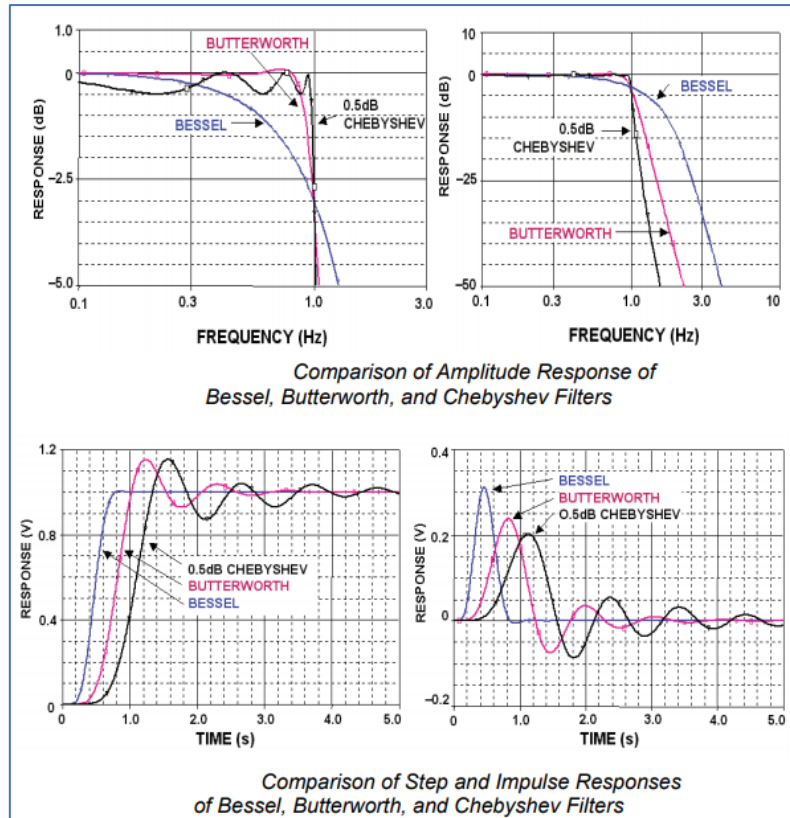 1.0
0
–2.5
–5.0
RESPONSE (dB)
BUTTERWORTH
BESSEL
0.5dB
CHEBYSHEV
0.1
0.3
1.0
3.0
FREQUENCY (Hz)
10
0
–25
–50
RESPONSE (dB)
BESSEL
0.5dB
CHEBYSHEV
BUTTERWORTH
0.1
0.3
1.0
3.0
10
FREQUENCY (Hz)
Comparison of Amplitude Response of
Bessel, Butterworth, and Chebyshev Filters
1.2
0.8
0.4
0
RESPONSE (V)
0.5dB CHEBYSHEV
BUTTERWORTH
BESSEL
0
1.0
2.0
3.0
4.0
5.0
TIME (s)
0.4
0.2
0
–0.2
RESPONSE (V)
BESSEL
BUTTERWORTH
O.5dB CHEBYSHEV
0
1.0
2.0
3.0
4.0
5.0
TIME (s)
Comparison of Step and Impulse Responses
of Bessel, Butterworth, and Chebyshev Filters